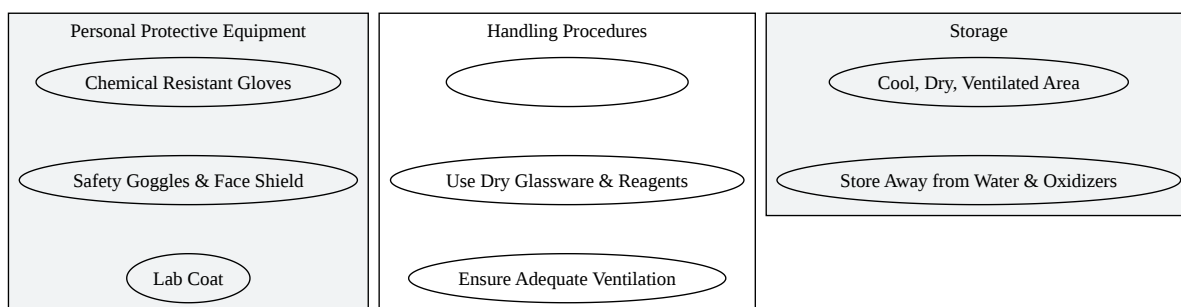 Personal Protective Equipment
Chemical Resistant Gloves
Safety Goggles & Face Shield
Lab Coat
Handling Procedures
Use Dry Glassware & Reagents
Ensure Adequate Ventilation
Storage
Cool, Dry, Ventilated Area
Store Away from Water & Oxidizers